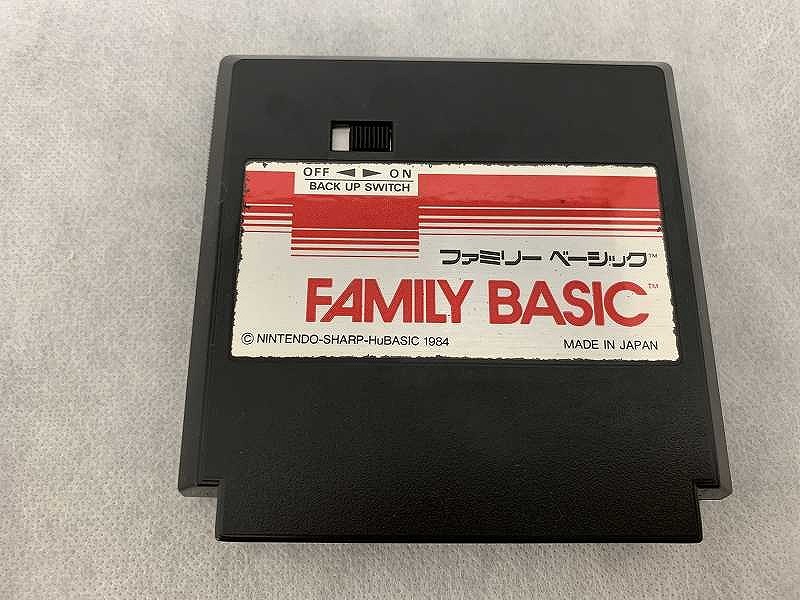 OFF ◀ ▶ ON
BACK UP SWITCH
ファミリー ベーシック™
FAMILY BASIC™
© NINTENDO-SHARP-HuBASIC 1984
MADE IN JAPAN